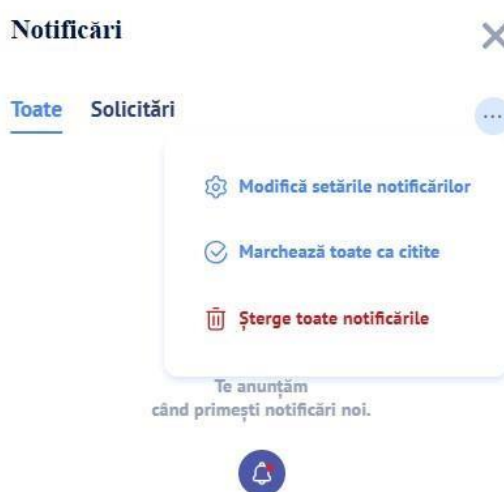 Notificări
Toate Solicitări
Modifică setările notificărilor
Marchează toate ca citite
Șterge toate notificările
Te anunțăm
când primești notificări noi.